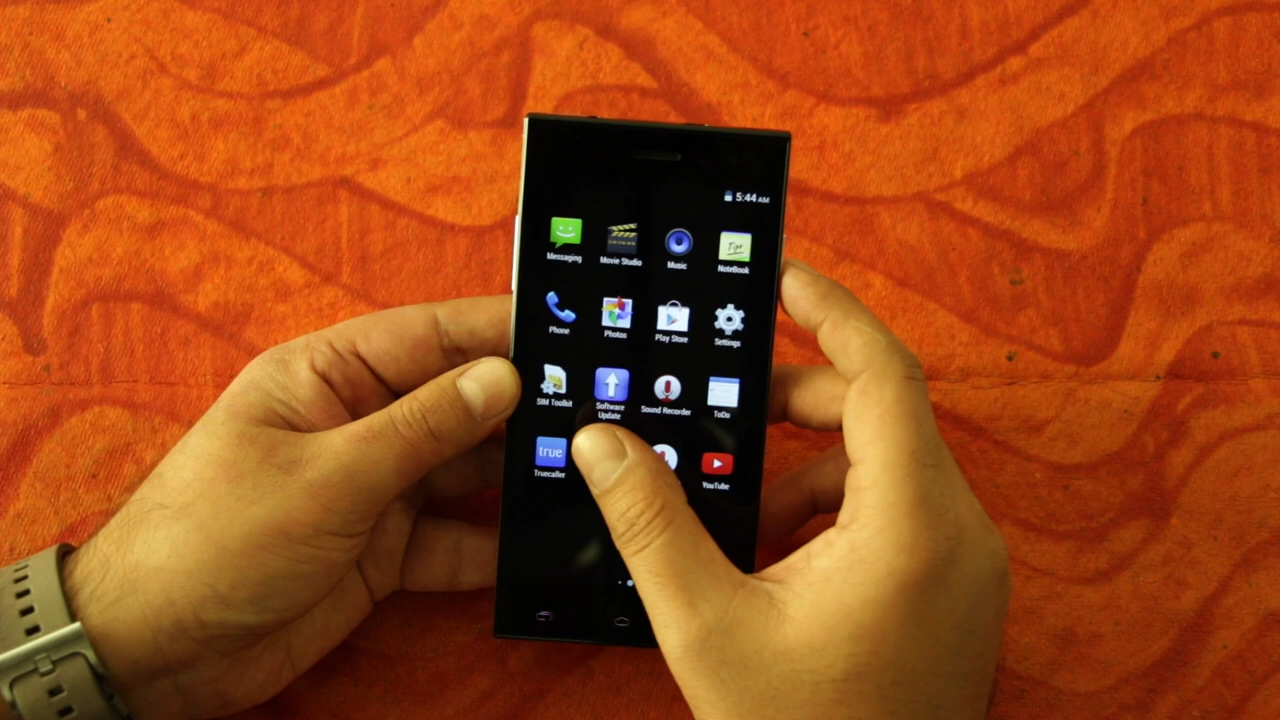 5:44 AM
Messaging
Movie Studio
Music
Tips
NoteBook
Phone
Photos
Play Store
Settings
SIM Toolkit
Software
Update
Sound Recorder
ToDo
true
Truecaller
YouTube